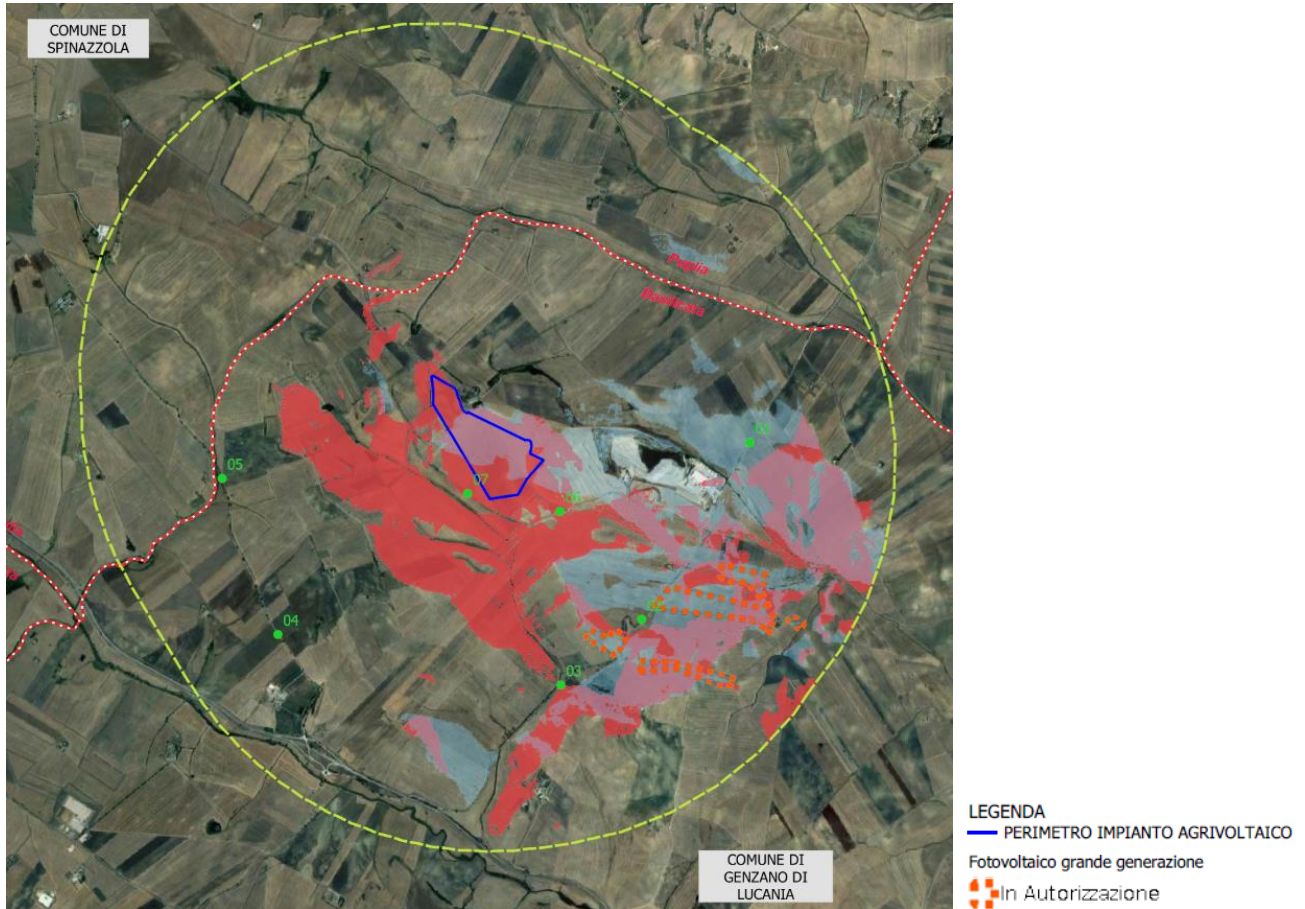 COMUNE DI
SPINAZZOLA
Puglia
Basilicata
05
07
04
03
COMUNE DI
GENZANO DI
LUCANIA
LEGENDA
PERIMETRO IMPIANTO AGRIVOLTAICO
Fotovoltaico grande generazione
In Autorizzazione